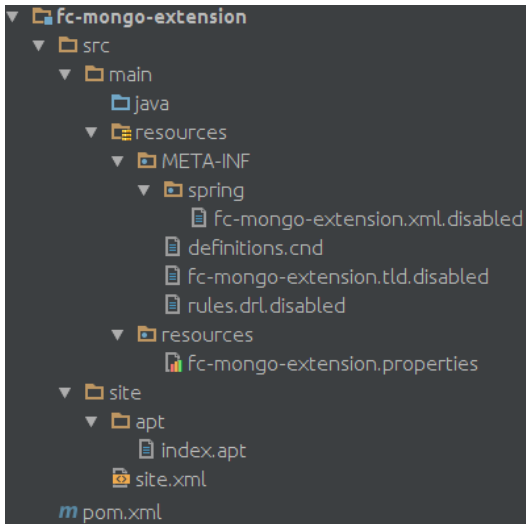 fc-mongo-extension
src
main
java
resources
META-INF
spring
fc-mongo-extension.xml.disabled
definitions.cnd
fc-mongo-extension.tld.disabled
rules.drl.disabled
resources
fc-mongo-extension.properties
site
apt
index.apt
site.xml
m pom.xml